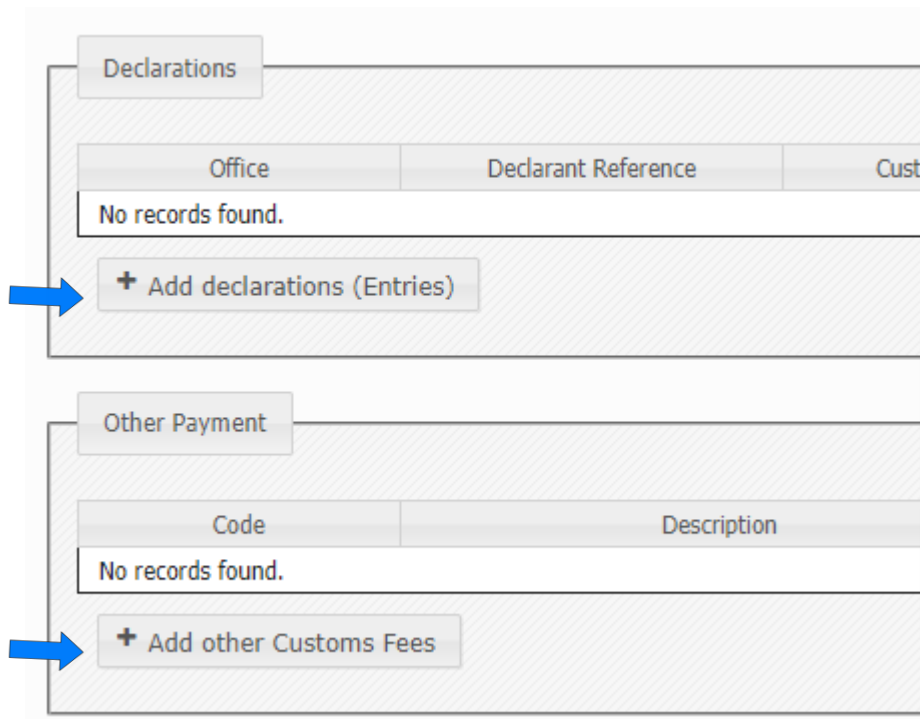 Declarations
Office Declarant Reference Cust
No records found.
+ Add declarations (Entries)
Other Payment
Code Description
No records found.
+ Add other Customs Fees